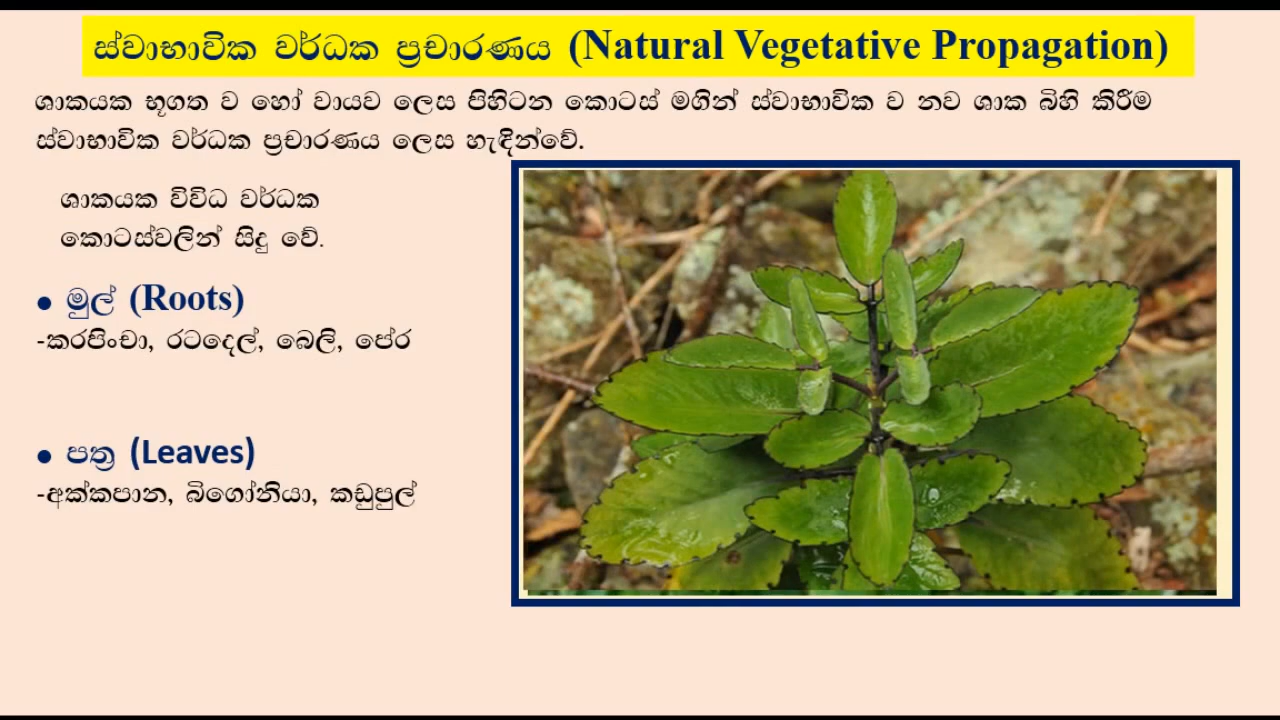 ස්වාභාවික වර්ධක ප්‍රචාරණය (Natural Vegetative Propagation)
ශාකයක භූගත ව හෝ වායව ලෙස පිහිටන කොටස් මගින් ස්වාභාවික ව නව ශාක බිහි කිරීම
ස්වාභාවික වර්ධක ප්‍රචාරණය ලෙස හැඳින්වේ.
ශාකයක විවිධ වර්ධක
කොටස්වලින් සිදු වේ.
• මුල් (Roots)
-කරපිංචා, රටදෙල්, බෙලි, පේර
• පත්‍ර (Leaves)
-අක්කපාන, බිගෝනියා, කඩුපුල්